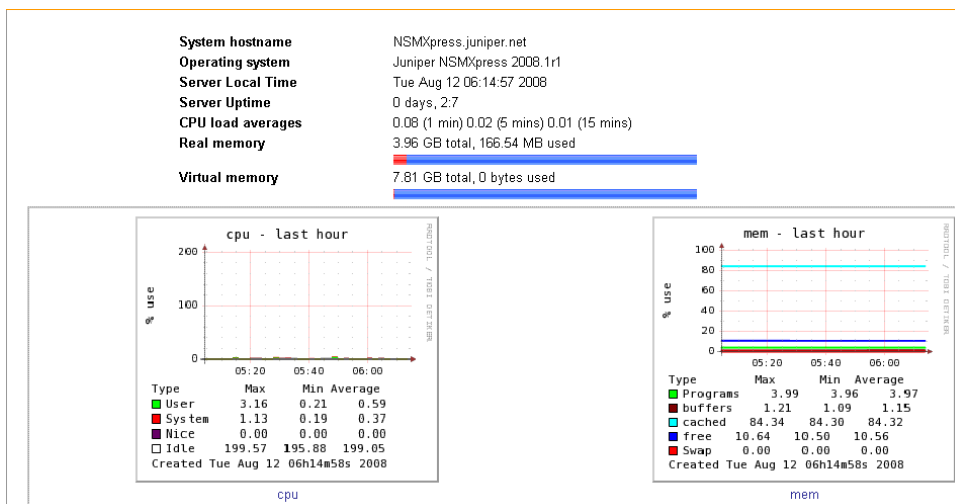 System hostname NSMXpress.juniper.net
Operating system Juniper NSMXpress 2008.1r1
Server Local Time Tue Aug 12 06:14:57 2008
Server Uptime 0 days, 2:7
CPU load averages 0.08 (1 min) 0.02 (5 mins) 0.01 (15 mins)
Real memory 3.96 GB total, 166.54 MB used
Virtual memory 7.81 GB total, 0 bytes used
cpu - last hour
RRDTOOL / TOBI OETIKER
% use
200
100
0
05:20 05:40 06:00
Type Max Min Average
User 3.16 0.21 0.59
System 1.13 0.19 0.37
Nice 0.00 0.00 0.00
Idle 199.57 195.88 199.05
Created Tue Aug 12 06h14m58s 2008
cpu
mem - last hour
RRDTOOL / TOBI OETIKER
% use
100
80
60
40
20
0
05:20 05:40 06:00
Type Max Min Average
Programs 3.99 3.96 3.97
buffers 1.21 1.09 1.15
cached 84.34 84.30 84.32
free 10.64 10.50 10.56
Swap 0.00 0.00 0.00
Created Tue Aug 12 06h14m58s 2008
mem